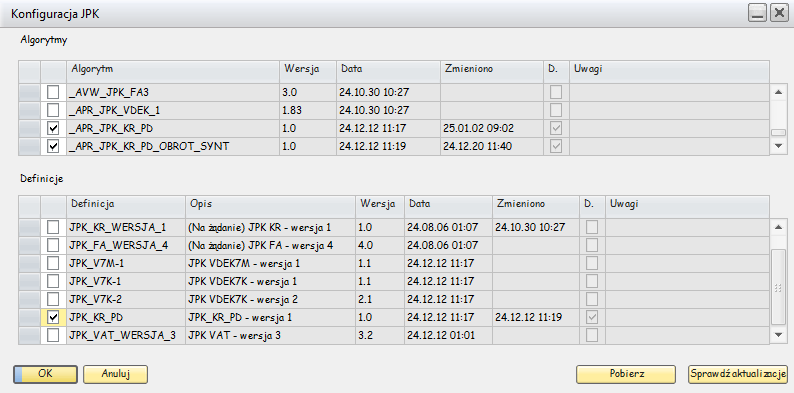 Konfiguracja JPK
Algorytmy
Algorytm Wersja Data Zmieniono D. Uwagi
_AVW_JPK_FA3 3.0 24.10.30 10:27
_APR_JPK_VDEK_1 1.83 24.10.30 10:27
_APR_JPK_KR_PD 1.0 24.12.12 11:17 25.01.02 09:02
_APR_JPK_KR_PD_OBROT_SYNT 1.0 24.12.12 11:19 24.12.20 11:40
Definicje
Definicja Opis Wersja Data Zmieniono D. Uwagi
JPK_KR_WERSJA_1 (Na żądanie) JPK KR - wersja 1 1.0 24.08.06 01:07 24.10.30 10:27
JPK_FA_WERSJA_4 (Na żądanie) JPK FA - wersja 4 4.0 24.08.06 01:07
JPK_V7M-1 JPK VDEK7M - wersja 1 1.1 24.12.12 11:17
JPK_V7K-1 JPK VDEK7K - wersja 1 1.1 24.12.12 11:17
JPK_V7K-2 JPK VDEK7K - wersja 2 2.1 24.12.12 11:17
JPK_KR_PD JPK_KR_PD - wersja 1 1.0 24.12.12 11:17 24.12.12 11:19
JPK_VAT_WERSJA_3 JPK VAT - wersja 3 3.2 24.12.12 01:01
OK Anuluj Pobierz Sprawdź aktualizacje